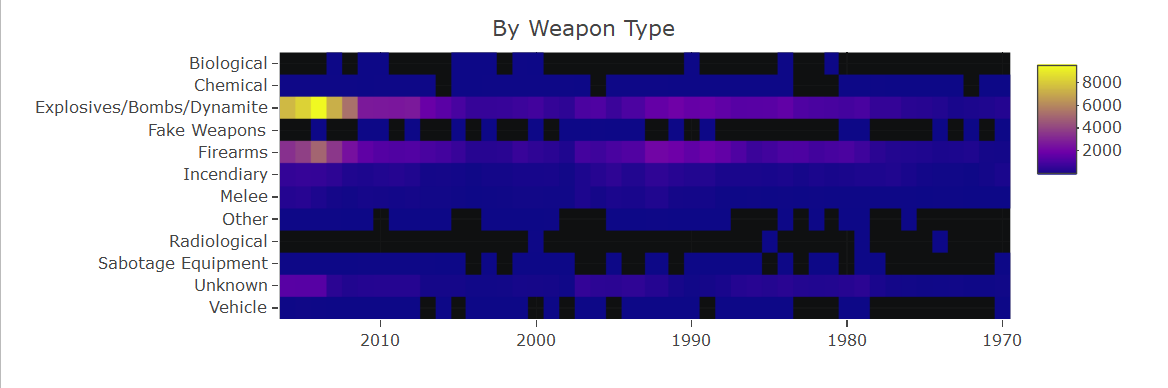 By Weapon Type
Biological
Chemical
Explosives/Bombs/Dynamite
Fake Weapons
Firearms
Incendiary
Melee
Other
Radiological
Sabotage Equipment
Unknown
Vehicle
2010 2000 1990 1980 1970
8000
6000
4000
2000